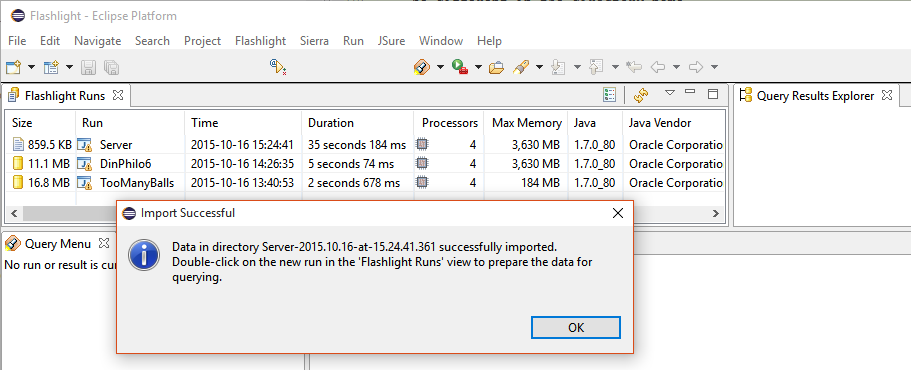 Flashlight - Eclipse Platform
File Edit Navigate Search Project Flashlight Sierra Run JSure Window Help
Flashlight Runs
Query Results Explorer
Size Run Time Duration Processors Max Memory Java Java Vendor
859.5 KB Server 2015-10-16 15:24:41 35 seconds 184 ms 4 3,630 MB 1.7.0_80 Oracle Corporatio
11.1 MB DinPhilo6 2015-10-16 14:26:35 5 seconds 74 ms 4 3,630 MB 1.7.0_80 Oracle Corporatio
16.8 MB TooManyBalls 2015-10-16 13:40:53 2 seconds 678 ms 4 184 MB 1.7.0_80 Oracle Corporatio
Query Menu
No run or result is cu
Import Successful
Data in directory Server-2015.10.16-at-15.24.41.361 successfully imported.
Double-click on the new run in the 'Flashlight Runs' view to prepare the data for
querying.
OK